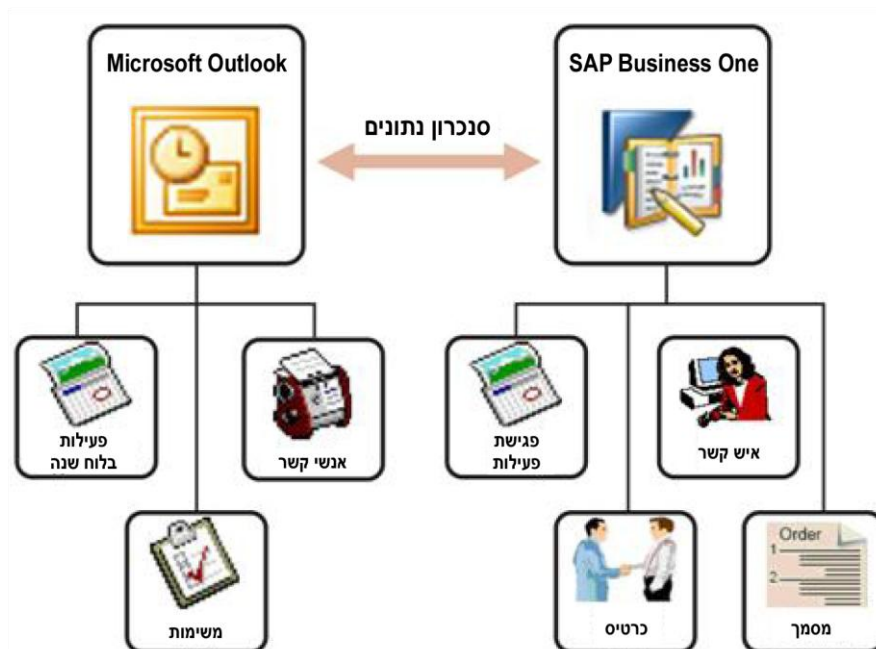 Microsoft Outlook
SAP Business One
סנכרון נתונים
פעילות
בלוח שנה
אנשי קשר
פגישת
פעילות
איש קשר
משימות
כרטיס
Order
1
2
מסמך